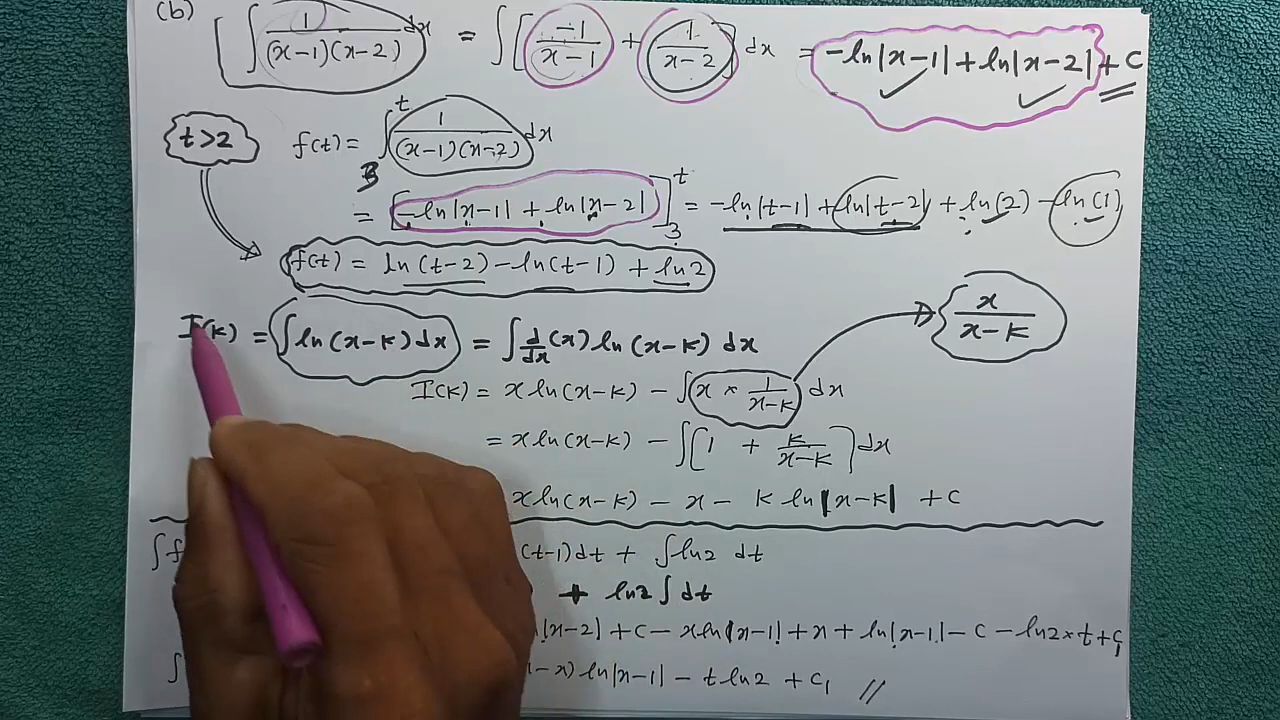 (b) ∫ 1/((x-1)(x-2)) dx = ∫[ -1/(x-1) + 1/(x-2) ] dx = -ln|x-1| + ln|x-2| + C
t>2 f(t) = ∫₃ᵗ 1/((x-1)(x-2)) dx
= [-ln|x-1| + ln|x-2|]₃ᵗ = -ln|t-1| + ln|t-2| + ln(2) - ln(1)
f(t) = ln(t-2) - ln(t-1) + ln2
I(K) = ∫ln(x-K)dx = ∫ d/dx (x) ln(x-K) dx x/(x-K)
I(K) = x ln(x-K) - ∫ x × 1/(x-K) dx
= x ln(x-K) - ∫[1 + K/(x-K)]dx
x ln(x-K) - x - K ln|x-K| + C
∫f (t-1)dt + ∫ln2 dt
+ ln2 ∫dt
ln|x-2| + C - x ln|x-1| + x + ln|x-1| - C - ln2×t + C₁
∫ -x) ln|x-1| - t ln2 + C₁ //